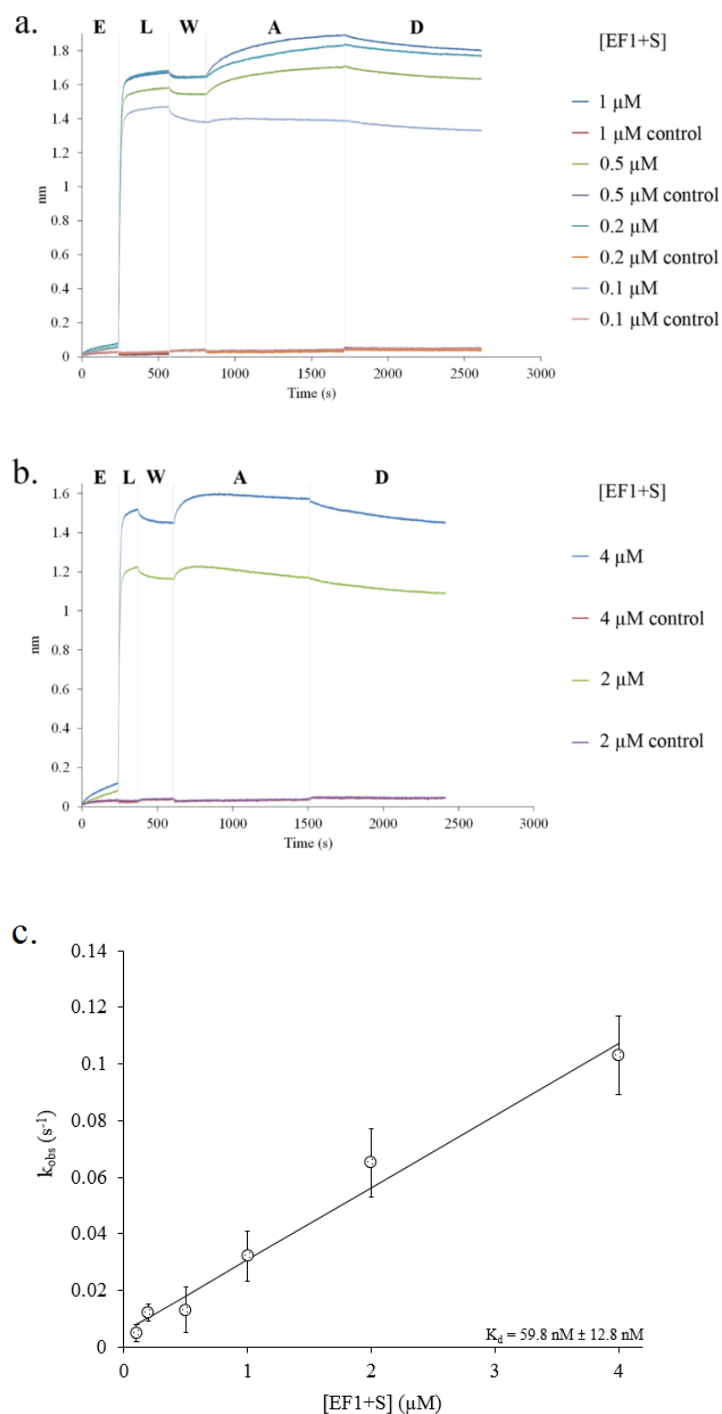 a.
E L W A D
[EF1+S]
1.8
1.6
1.4
1.2
1
0.8
0.6
0.4
0.2
0
nm
0 500 1000 1500 2000 2500 3000
Time (s)
1 µM
1 µM control
0.5 µM
0.5 µM control
0.2 µM
0.2 µM control
0.1 µM
0.1 µM control
b.
E L W A D
[EF1+S]
1.6
1.4
1.2
1
0.8
0.6
0.4
0.2
0
nm
0 500 1000 1500 2000 2500 3000
Time (s)
4 µM
4 µM control
2 µM
2 µM control
c.
0.14
0.12
0.1
0.08
0.06
0.04
0.02
0
kobs (s-1)
Kd = 59.8 nM ± 12.8 nM
0 1 2 3 4
[EF1+S] (µM)